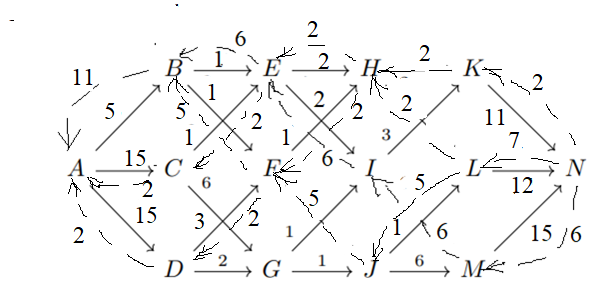 2
6
2
B 1 E 2 H 2 K
11
5 1 5 2 2 1 2 2 11 2
1 1 6 3 7
A 15 C F I L 12 N
2 6 5 5
15 3 2 1 1 6 15 6
2
D 2 G 1 J 6 M